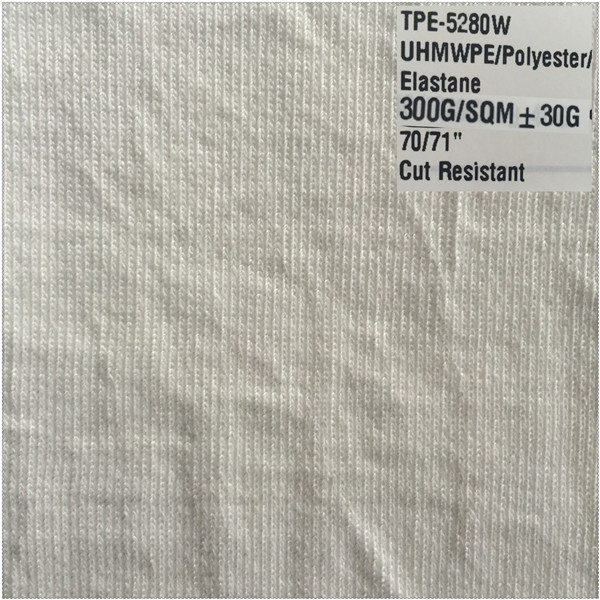 TPE-5280W
UHMWPE/Polyester/
Elastane
300G/SQM ± 30G
70/71"
Cut Resistant